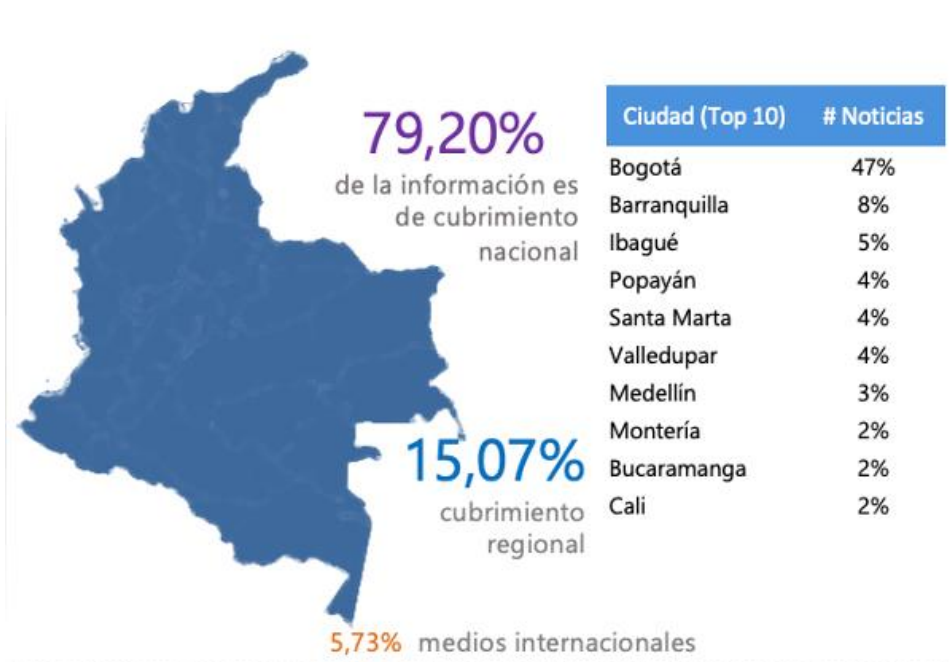 79,20%
de la información es
de cubrimiento
nacional
15,07%
cubrimiento
regional
5,73% medios internacionales
Ciudad (Top 10) # Noticias
Bogotá 47%
Barranquilla 8%
Ibagué 5%
Popayán 4%
Santa Marta 4%
Valledupar 4%
Medellín 3%
Montería 2%
Bucaramanga 2%
Cali 2%